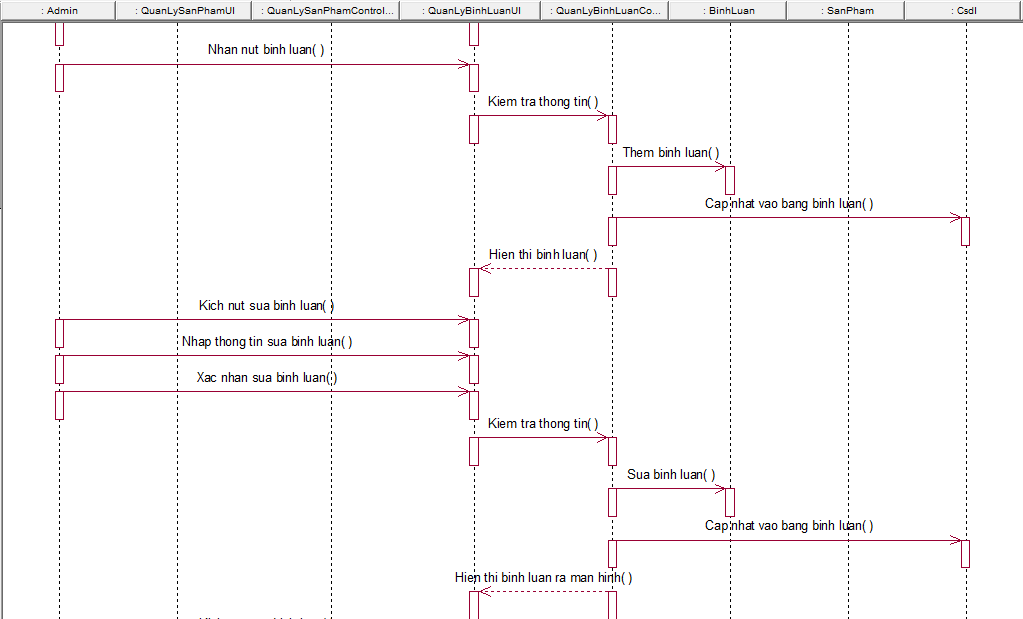 : Admin
: QuanLySanPhamUI
: QuanLySanPhamControl...
: QuanLyBinhLuanUI
: QuanLyBinhLuanCo...
: BinhLuan
: SanPham
: Csdl
Nhan nut binh luan( )
Kiem tra thong tin( )
Them binh luan( )
Cap nhat vao bang binh luan( )
Hien thi binh luan( )
Kich nut sua binh luan( )
Nhap thong tin sua binh luan( )
Xac nhan sua binh luan( )
Kiem tra thong tin( )
Sua binh luan( )
Cap nhat vao bang binh luan( )
Hien thi binh luan ra man hinh( )